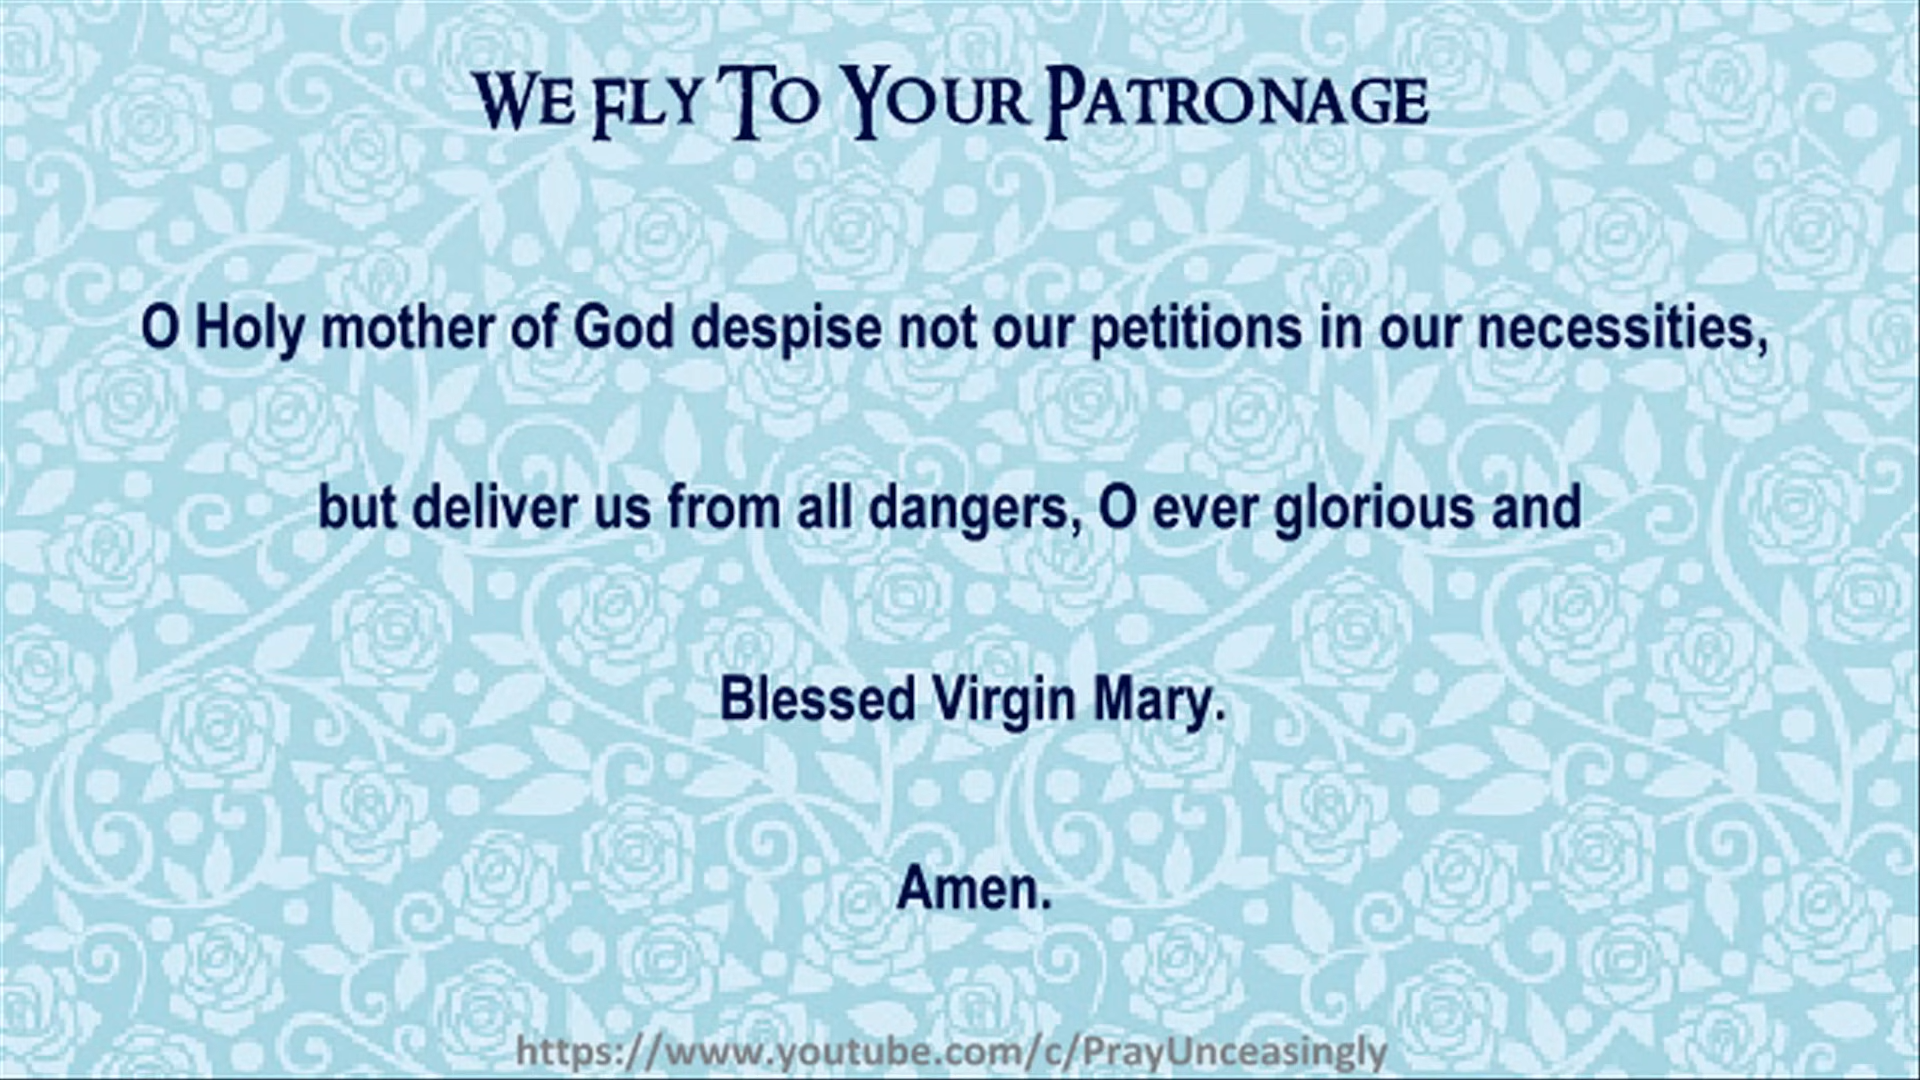 We Fly To Your Patronage
O Holy mother of God despise not our petitions in our necessities,
but deliver us from all dangers, O ever glorious and
Blessed Virgin Mary.
Amen.
https://www.youtube.com/c/PrayUnceasingly